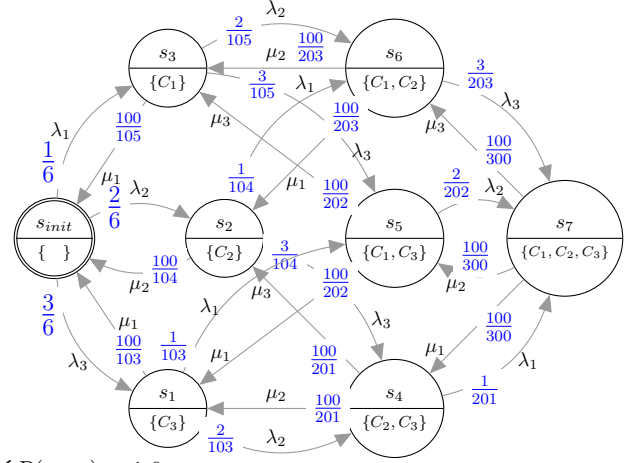 λ₂
2/105
s₃
{C₁}
μ₂
100/203
s₆
{C₁, C₂}
3/105
λ₁
3/203
λ₃
λ₁
1/6
100/105
μ₃
100/203
μ₃
100/300
λ₃
μ₁
1/104
μ₁
100/202
2/202
λ₂
s_init
{ }
2/6
λ₂
s₂
{C₂}
3/104
s₅
{C₁, C₃}
s₇
{C₁, C₂, C₃}
100/104
μ₂
100/202
100/300
μ₂
3/6
λ₁
μ₃
μ₁
λ₃
100/300
λ₃
100/103
1/103
μ₁
100/201
μ₁
λ₁
s₁
{C₃}
μ₂
100/201
s₄
{C₂, C₃}
1/201
2/103
λ₂